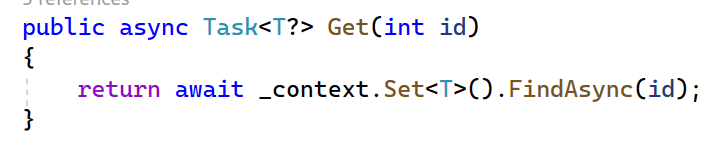 public async Task<T?> Get(int id)
{
    return await _context.Set<T>().FindAsync(id);
}